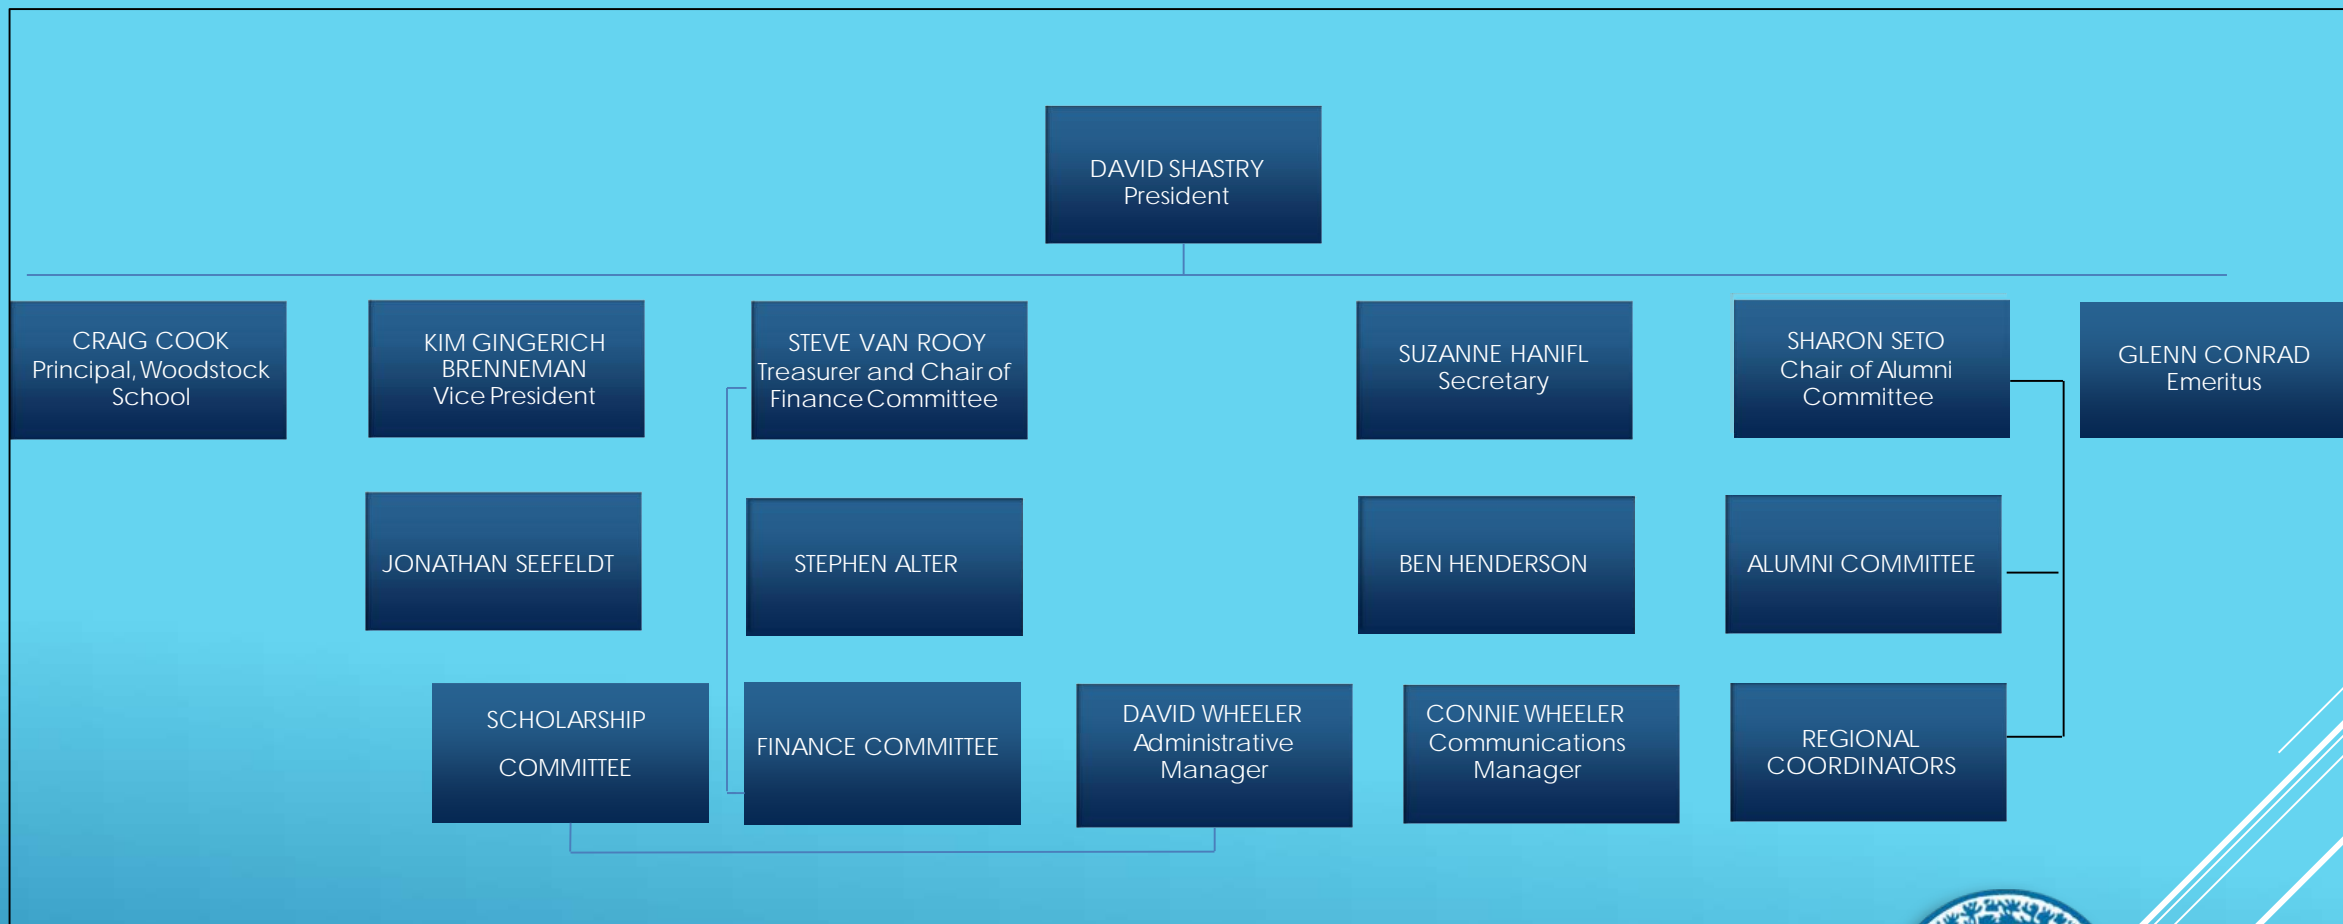 DAVID SHASTRY
President
CRAIG COOK
Principal, Woodstock
School
KIM GINGERICH
BRENNEMAN
Vice President
STEVE VAN ROOY
Treasurer and Chair of
Finance Committee
SUZANNE HANIFL
Secretary
SHARON SETO
Chair of Alumni
Committee
GLENN CONRAD
Emeritus
JONATHAN SEEFELDT
STEPHEN ALTER
BEN HENDERSON
ALUMNI COMMITTEE
SCHOLARSHIP
COMMITTEE
FINANCE COMMITTEE
DAVID WHEELER
Administrative
Manager
CONNIE WHEELER
Communications
Manager
REGIONAL
COORDINATORS